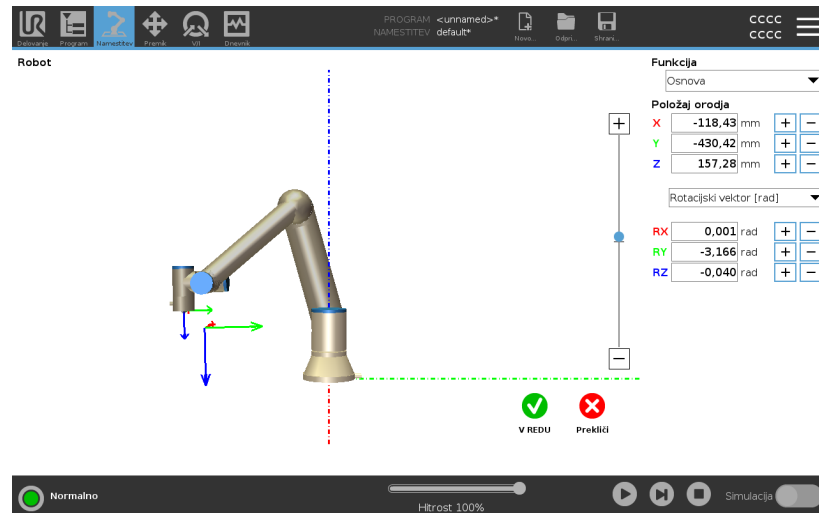 UR
Delovanje
Program
Namestitev
Premik
V/I
Dnevnik
PROGRAM <unnamed>*
NAMESTITEV default*
Novo...
Odpri...
Shrani...
cccc
cccc
Robot
Funkcija
Osnova
Položaj orodja
X -118,43 mm + −
Y -430,42 mm + −
Z 157,28 mm + −
Rotacijski vektor [rad]
RX 0,001 rad + −
RY -3,166 rad + −
RZ -0,040 rad + −
V REDU
Prekliči
Normalno
Hitrost 100%
Simulacija